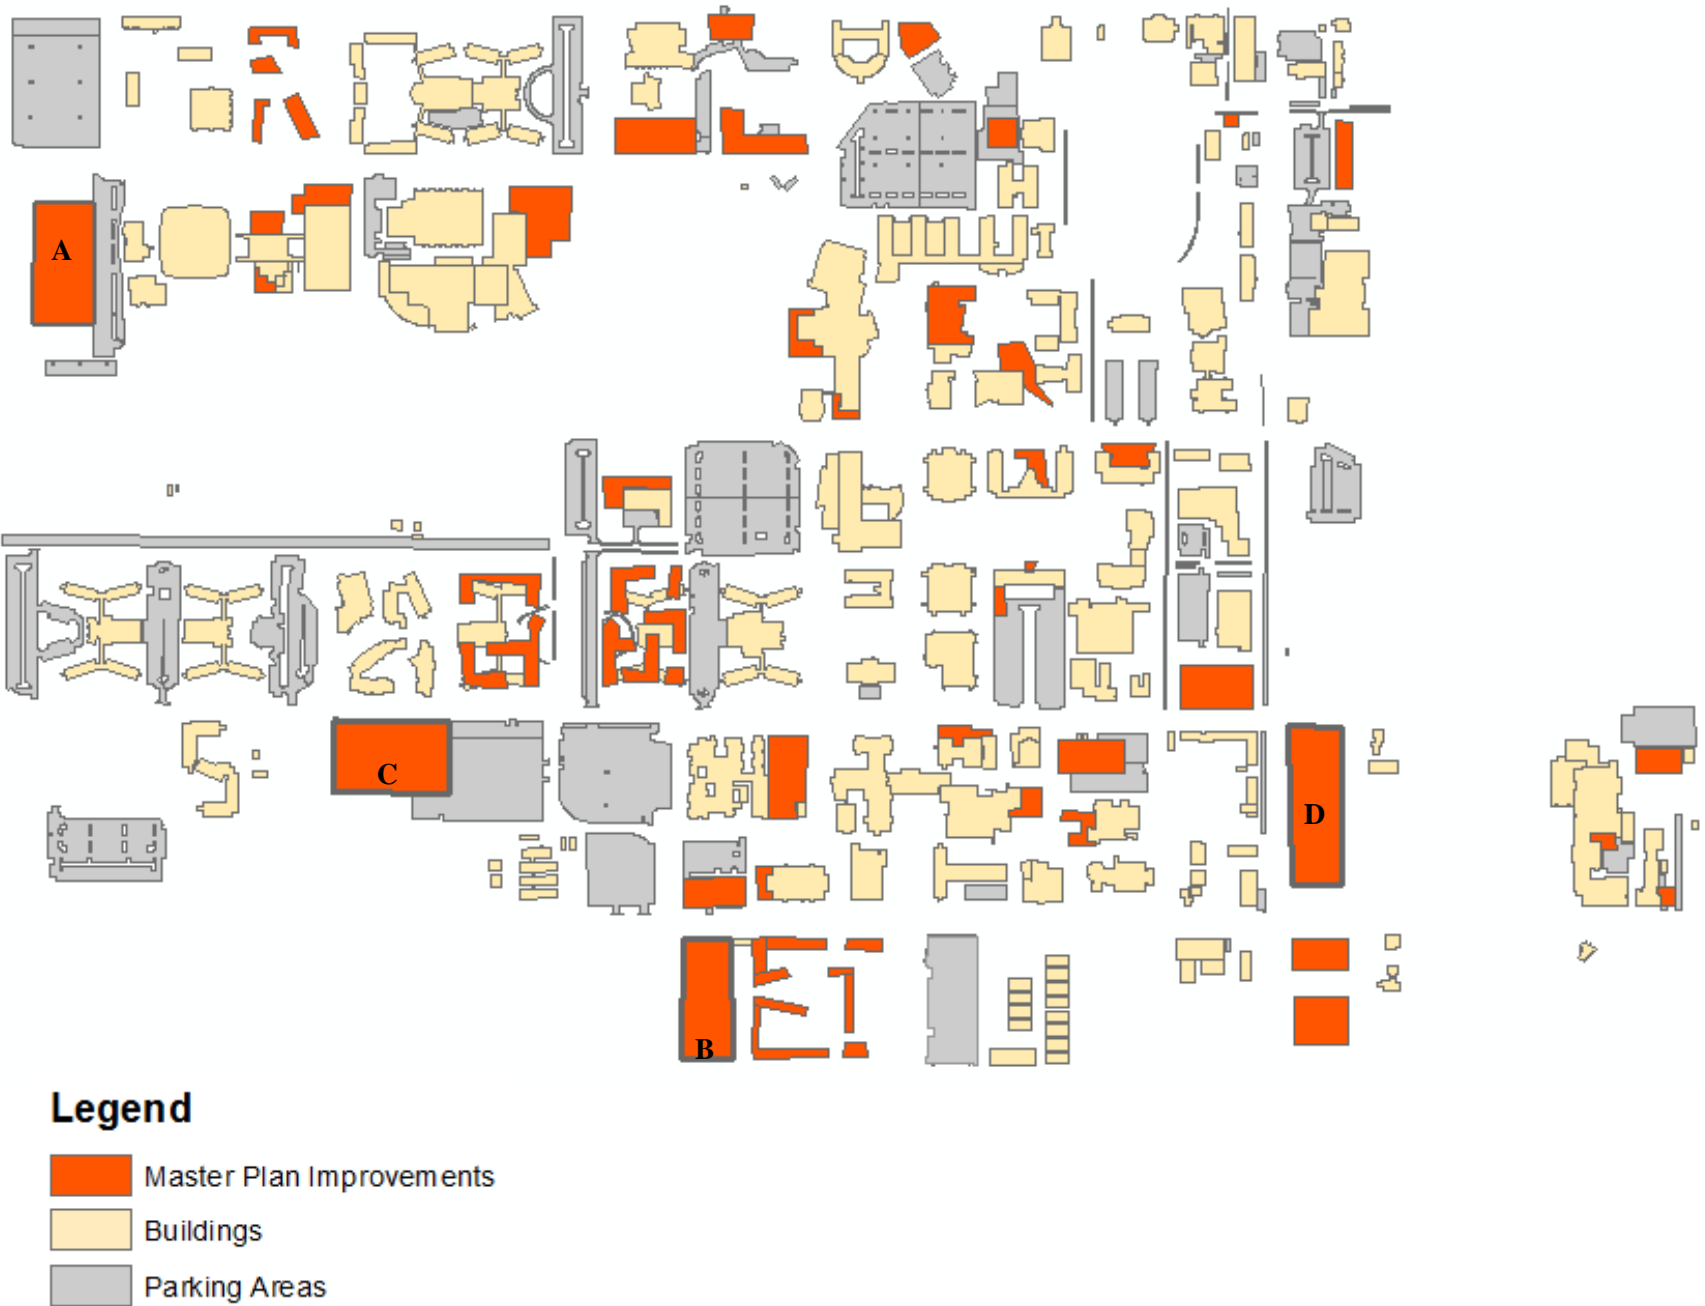 A
C
D
B
Legend
Master Plan Improvements
Buildings
Parking Areas